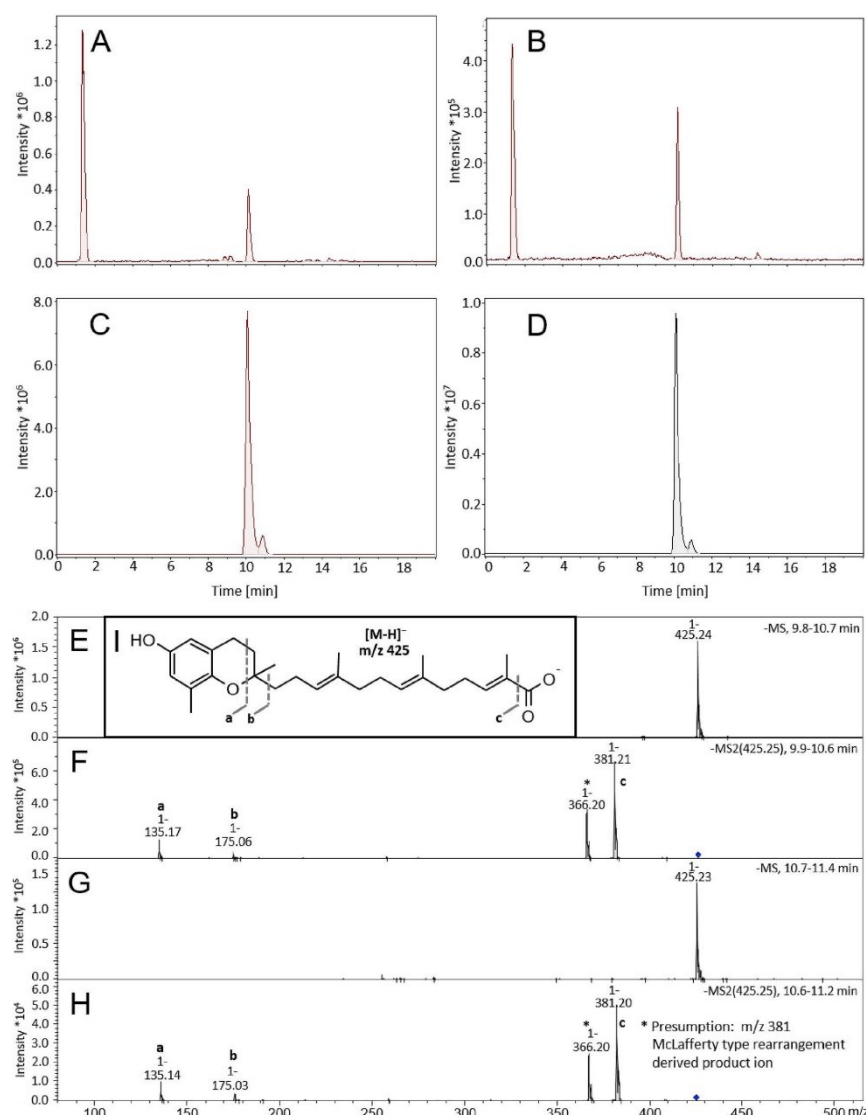 A
Intensity *10⁶
1.2
1.0
0.8
0.6
0.4
0.2
0.0
B
Intensity *10⁵
4.0
3.0
2.0
1.0
0.0
C
Intensity *10⁶
8.0
6.0
4.0
2.0
0.0
0 2 4 6 8 10 12 14 16 18
Time [min]
D
Intensity *10⁷
1.0
0.8
0.6
0.4
0.2
0.0
0 2 4 6 8 10 12 14 16 18
Time [min]
E
Intensity *10⁶
2.0
1.5
1.0
0.5
0.0
I
HO
O
O
O⁻
[M-H]⁻
m/z 425
a b c
1-
425.24
-MS, 9.8-10.7 min
F
Intensity *10⁵
6.0
4.0
2.0
0.0
a
1-
135.17
b
1-
175.06
*
1-
366.20
1-
381.21
c
-MS2(425.25), 9.9-10.6 min
G
Intensity *10⁵
1.5
1.0
0.5
0.0
1-
425.23
-MS, 10.7-11.4 min
H
Intensity *10⁴
6.0
5.0
4.0
3.0
2.0
1.0
0.0
a
1-
135.14
b
1-
175.03
*
1-
366.20
1-
381.20
c
-MS2(425.25), 10.6-11.2 min
* Presumption: m/z 381
McLafferty type rearrangement
derived product ion
100 150 200 250 300 350 400 450 500 m/z